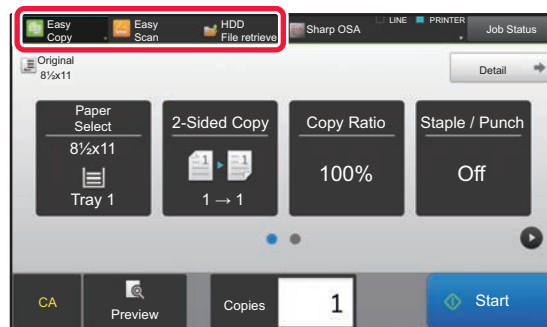 Easy
Copy
Easy
Scan
HDD
File retrieve
Sharp OSA
LINE
PRINTER
Job Status
Original
8½x11
Detail
Paper
Select
8½x11
Tray 1
2-Sided Copy
1
1
1 → 1
Copy Ratio
100%
Staple / Punch
Off
CA
Preview
Copies
1
Start